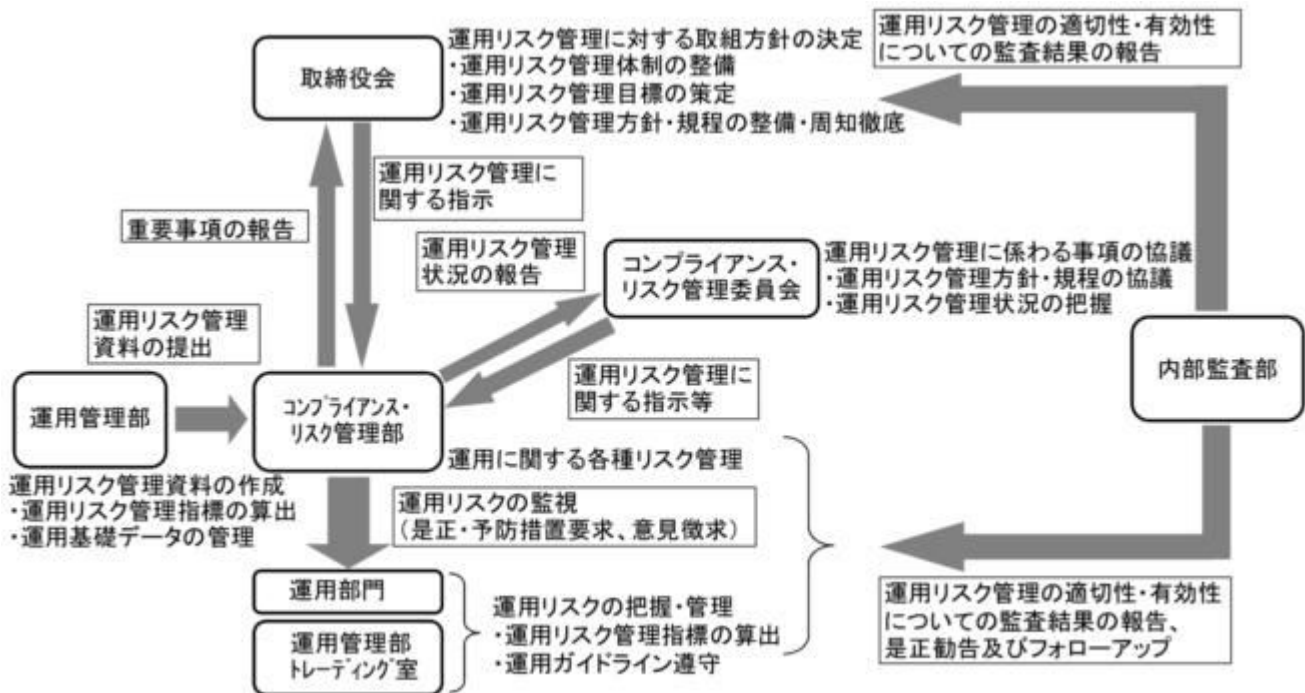 取締役会
運用リスク管理に対する取組方針の決定
・運用リスク管理体制の整備
・運用リスク管理目標の策定
・運用リスク管理方針・規程の整備・周知徹底
運用リスク管理の適切性・有効性
についての監査結果の報告
運用リスク管理に
関する指示
重要事項の報告
運用リスク管理
状況の報告
コンプライアンス・
リスク管理委員会
運用リスク管理に係わる事項の協議
・運用リスク管理方針・規程の協議
・運用リスク管理状況の把握
運用リスク管理
資料の提出
運用リスク管理に
関する指示等
内部監査部
運用管理部
コンプライアンス・
リスク管理部
運用に関する各種リスク管理
運用リスク管理資料の作成
・運用リスク管理指標の算出
・運用基礎データの管理
運用リスクの監視
(是正・予防措置要求、意見徴求)
運用部門
運用管理部
トレーディング室
運用リスクの把握・管理
・運用リスク管理指標の算出
・運用ガイドライン遵守
運用リスク管理の適切性・有効性
についての監査結果の報告、
是正勧告及びフォローアップ